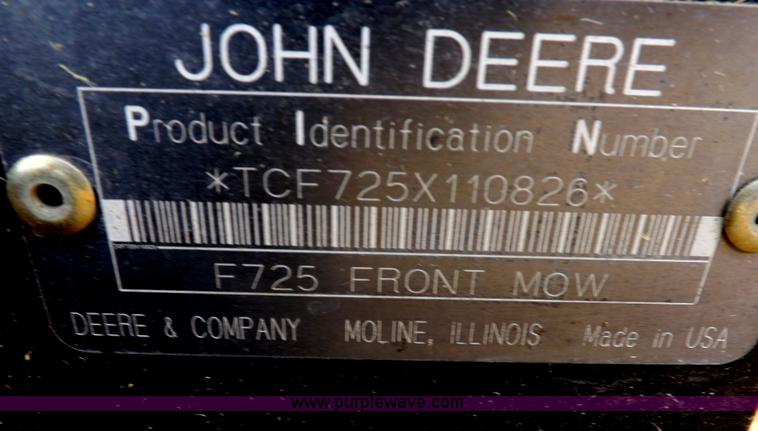 JOHN DEERE
Product Identification Number
*TCF725X110826*
F725 FRONT MOW
DEERE & COMPANY MOLINE, ILLINOIS Made in USA
www.purplewave.com